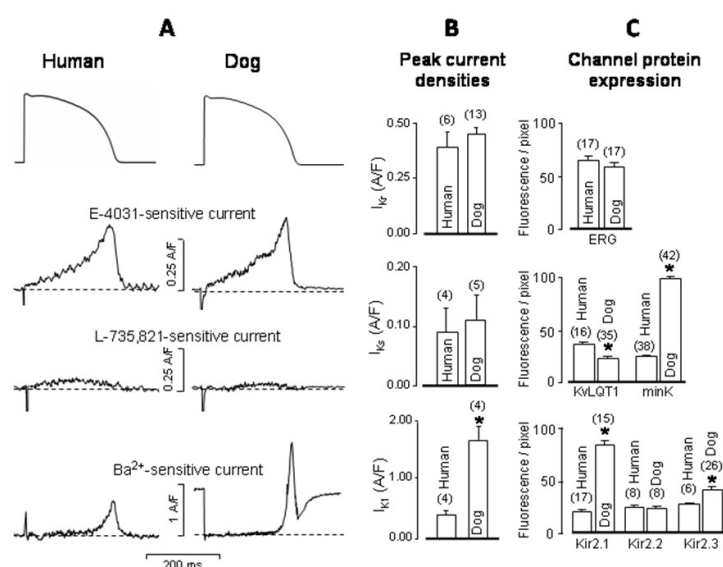 A
Human
Dog
E-4031-sensitive current
0.25 A/F
L-735,821-sensitive current
0.25 A/F
Ba2+-sensitive current
1 A/F
200 ms
B
Peak current
densities
IKr (A/F)
0.50
0.25
0.00
(6)
(13)
Human
Dog
IKs (A/F)
0.20
0.10
0.00
(4)
(5)
Human
Dog
IK1 (A/F)
2.00
1.00
0.00
Human
(4)
(4)
*
Dog
C
Channel protein
expression
Fluorescence / pixel
100
50
0
(17)
(17)
Human
Dog
ERG
Fluorescence / pixel
100
50
0
Human
(16)
Dog
(35)
*
Human
(38)
(42)
*
Dog
KvLQT1
minK
Fluorescence / pixel
100
50
0
Human
(17)
(15)
*
Dog
Human
(8)
Dog
(8)
Human
(6)
Dog
(26)
*
Kir2.1
Kir2.2
Kir2.3